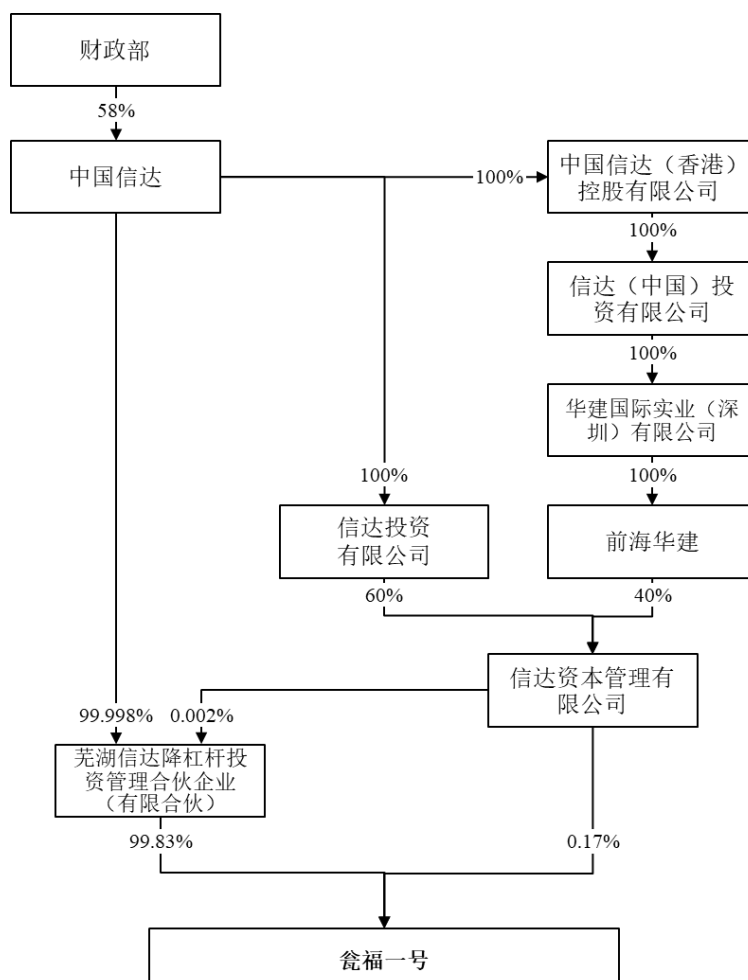 财政部
58%
中国信达
100%
中国信达（香港）
控股有限公司
100%
信达（中国）投
资有限公司
100%
华建国际实业（深
圳）有限公司
100%
100%
信达投资
有限公司
前海华建
60%
40%
信达资本管理有
限公司
99.998%
0.002%
芜湖信达降杠杆投
资管理合伙企业
（有限合伙）
99.83%
0.17%
瓮福一号